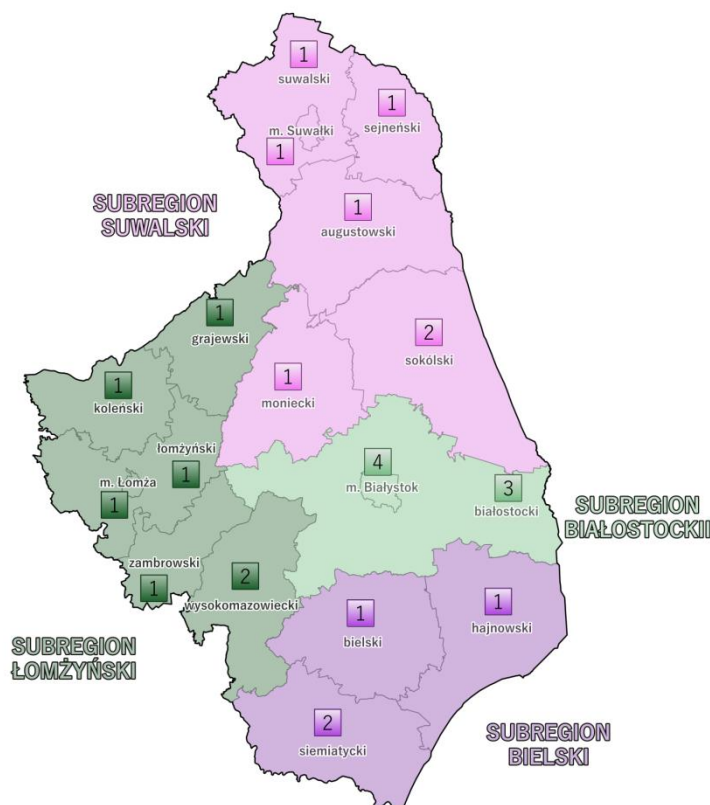 1
suwalski
1
sejneński
m. Suwałki
1
SUBREGION
SUWALSKI
1
augustowski
1
grajewski
2
sokólski
1
moniecki
1
koleński
łomżyński
1
m. Łomża
1
4
m. Białystok
3
białostocki
SUBREGION
BIAŁOSTOCKII
zambrowski
1
2
wysokomazowiecki
1
bielski
1
hajnowski
SUBREGION
ŁOMŻYŃSKI
2
siemiatycki
SUBREGION
BIELSKI